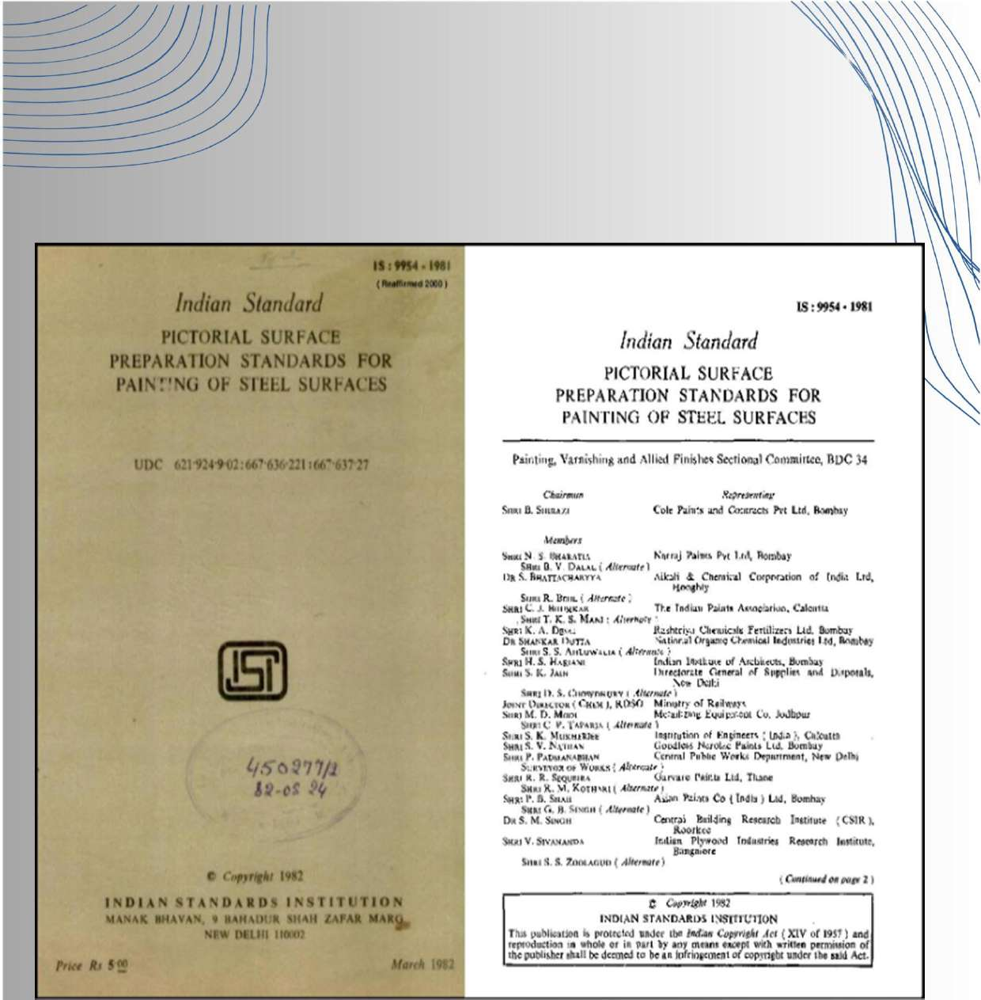 IS : 9954 - 1981
( Reaffirmed 2000 )
Indian Standard
PICTORIAL SURFACE
PREPARATION STANDARDS FOR
PAINTING OF STEEL SURFACES
UDC 621·924·9·02 : 667·636·221 : 667·637·27
ISI
450277/2
82-05 24
© Copyright 1982
INDIAN STANDARDS INSTITUTION
MANAK BHAVAN, 9 BAHADUR SHAH ZAFAR MARG
NEW DELHI 110002
Price Rs 5·00
March 1982
IS : 9954 - 1981
Indian Standard
PICTORIAL SURFACE
PREPARATION STANDARDS FOR
PAINTING OF STEEL SURFACES
Painting, Varnishing and Allied Finishes Sectional Committee, BDC 34
Chairman Representing
SHRI B. SHIRAZI Cole Paints and Contracts Pvt Ltd, Bombay
Members
SHRI N. S. BHARATIA Narraj Paints Pvt Ltd, Bombay
SHRI B. V. DALAL ( Alternate )
DR S. BHATTACHARYYA Alkali & Chemical Corporation of India Ltd,
Hooghly
SHRI R. ( Alternate )
SHRI C. J. The Indian Paints Association, Calcutta
SHRI T. K. S. MANI ( Alternate )
SHRI K. A. DESAI Rashtriya Chemicals Fertilizers Ltd, Bombay
DR SHANKAR DUTTA National Organic Chemical Industries Ltd, Bombay
SHRI S. S. AHLUWALIA ( Alternate )
SHRI H. S. Indian Institute of Architects, Bombay
SHRI S. K. JAIN Directorate General of Supplies and Disposals,
New Delhi
SHRI D. S. CHOWDHURY ( Alternate )
JOINT DIRECTOR ( CHEM ), RDSO Ministry of Railways
SHRI M. D. MODI Metallizing Equipment Co, Jodhpur
SHRI C. P. TAPARIA ( Alternate )
SHRI S. K. MUKHERJEE Institution of Engineers ( India ), Calcutta
SHRI S. V. NATHAN Goodlass Nerolac Paints Ltd, Bombay
SHRI P. PADMANABHAN Central Public Works Department, New Delhi
SURVEYOR OF WORKS ( Alternate )
SHRI R. R. SEQUEIRA Garware Paints Ltd, Thane
SHRI R. M. KOTHARI ( Alternate )
SHRI P. B. SHAH Asian Paints Co ( India ) Ltd, Bombay
SHRI G. B. SINGH ( Alternate )
DR S. M. SINGH Central Building Research Institute ( CSIR ),
Roorkee
SHRI V. SIVANANDA Indian Plywood Industries Research Institute,
Bangalore
SHRI S. S. ZOOLAGUD ( Alternate )
( Continued on page 2 )
© Copyright 1982
INDIAN STANDARDS INSTITUTION
This publication is protected under the Indian Copyright Act ( XIV of 1957 ) and
reproduction in whole or in part by any means except with written permission of
the publisher shall be deemed to be an infringement of copyright under the said Act.